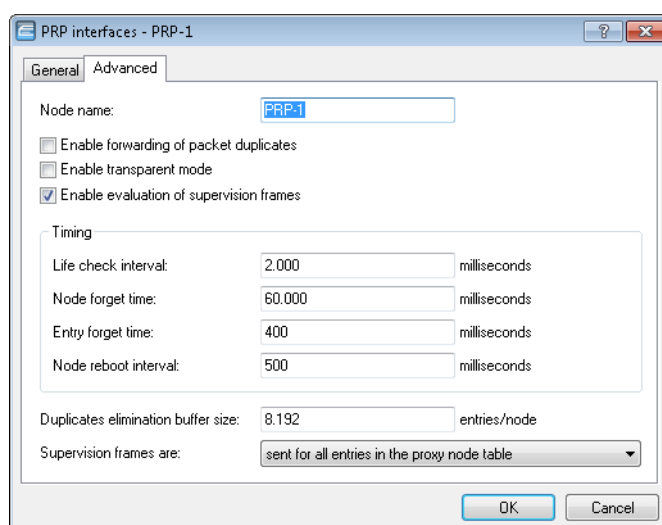 PRP interfaces - PRP-1
General Advanced
Node name: PRP-1
Enable forwarding of packet duplicates
Enable transparent mode
Enable evaluation of supervision frames
Timing
Life check interval: 2.000 milliseconds
Node forget time: 60.000 milliseconds
Entry forget time: 400 milliseconds
Node reboot interval: 500 milliseconds
Duplicates elimination buffer size: 8.192 entries/node
Supervision frames are: sent for all entries in the proxy node table
OK Cancel